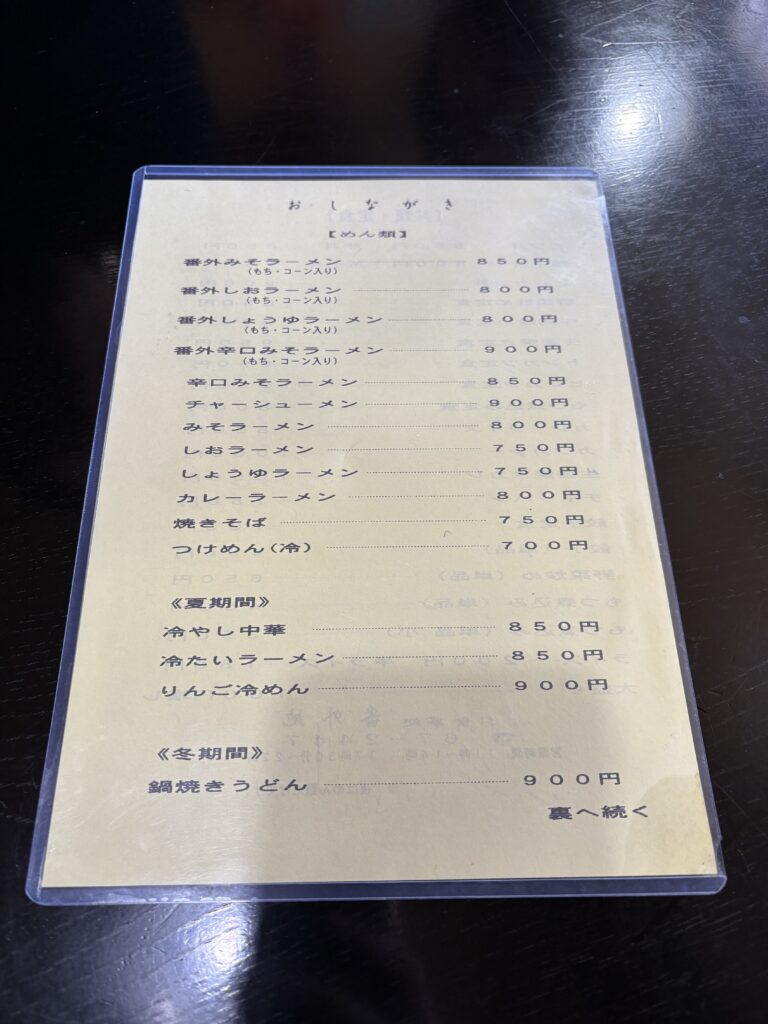 おしながき
【めん類】
番外みそラーメン 850円
(もち・コーン入り)
番外しおラーメン 800円
(もち・コーン入り)
番外しょうゆラーメン 800円
(もち・コーン入り)
番外辛口みそラーメン 900円
(もち・コーン入り)
辛口みそラーメン 850円
チャーシューメン 900円
みそラーメン 800円
しおラーメン 750円
しょうゆラーメン 750円
カレーラーメン 800円
焼きそば 750円
つけめん(冷) 700円
《夏期間》
冷やし中華 850円
冷たいラーメン 850円
りんご冷めん 900円
《冬期間》
鍋焼きうどん 900円
裏へ続く